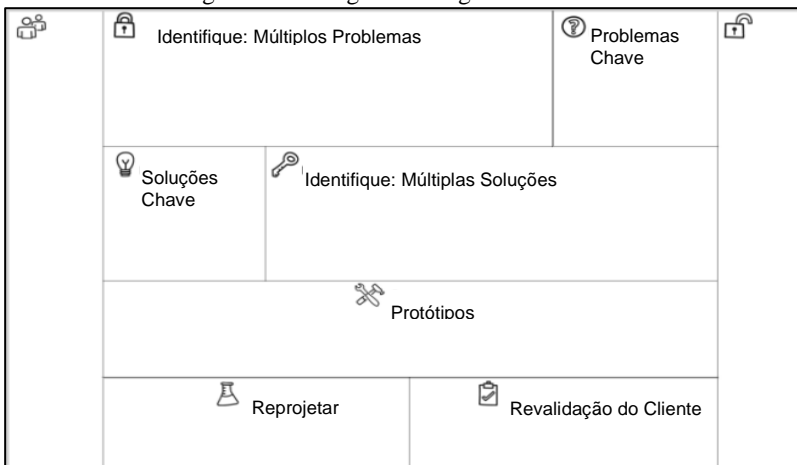 Identifique: Múltiplos Problemas
Problemas
Chave
Soluções
Chave
Identifique: Múltiplas Soluções
Protótipos
Reprojetar
Revalidação do Cliente